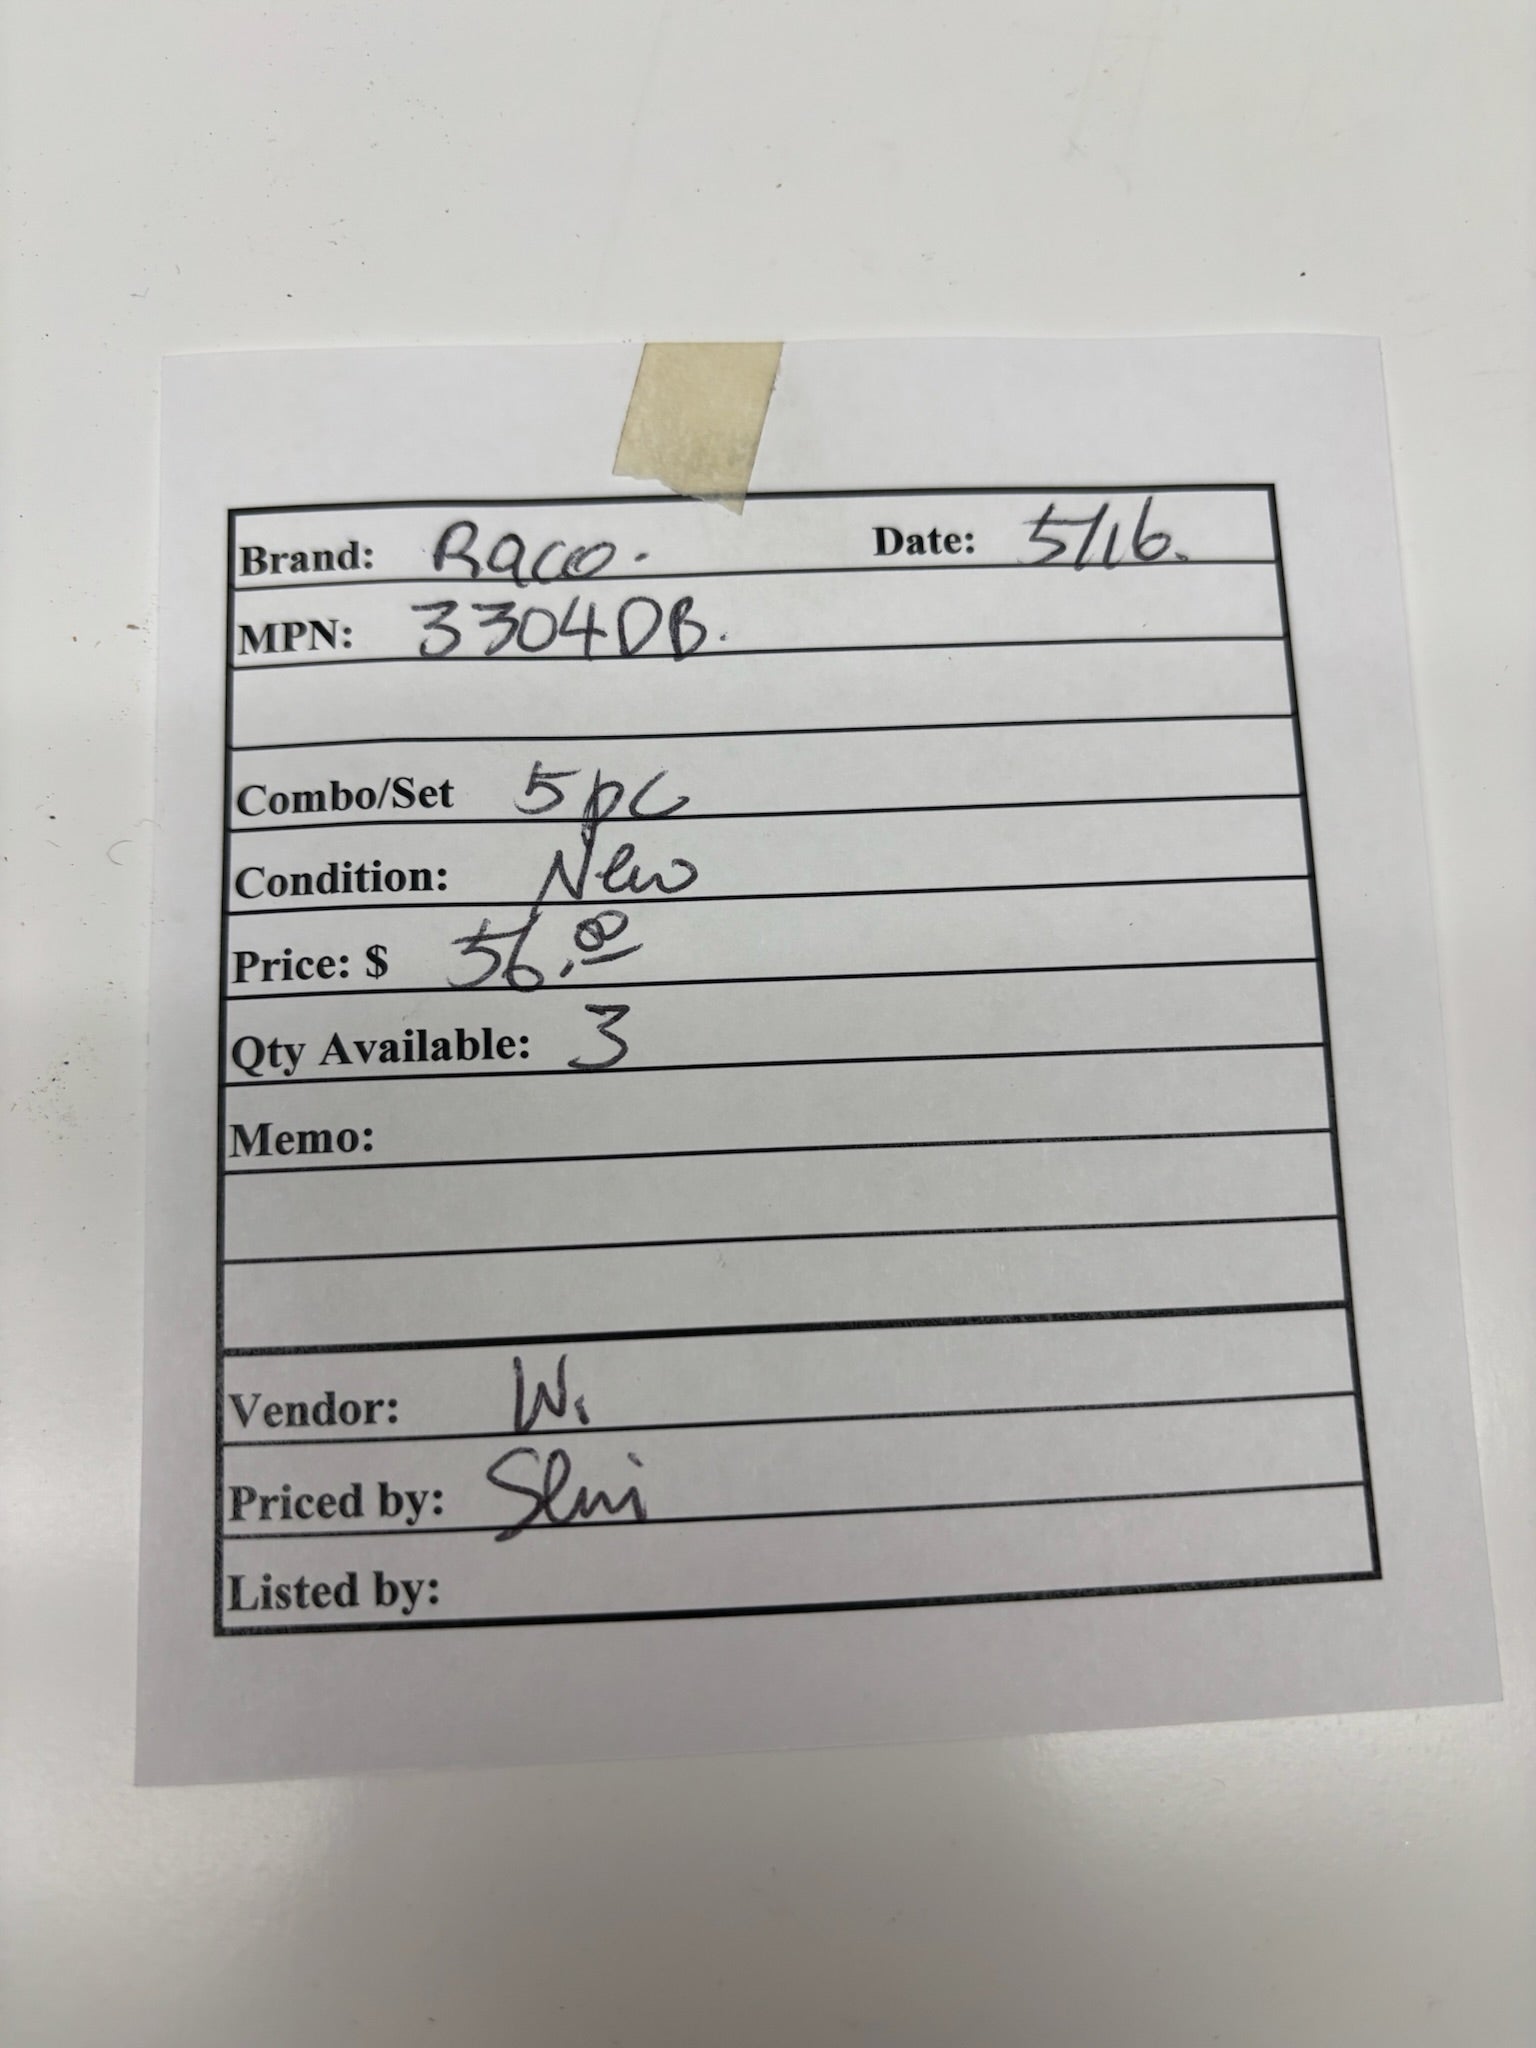 Brand: Raco. Date: 5/16.
MPN: 3304DB.
Combo/Set 5pc
Condition: New
Price: $ 56.00
Qty Available: 3
Memo:
Vendor: W.
Priced by:
Listed by: